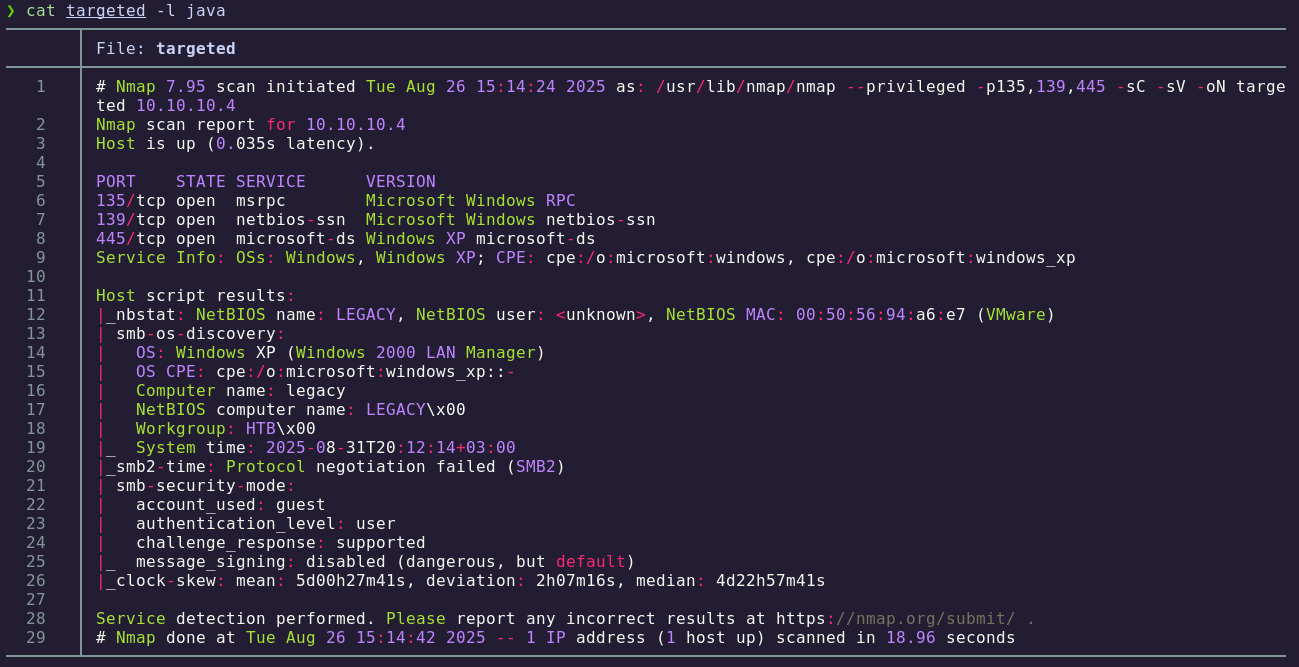 ❯ cat targeted -l java
File: targeted
1 # Nmap 7.95 scan initiated Tue Aug 26 15:14:24 2025 as: /usr/lib/nmap/nmap --privileged -p135,139,445 -sC -sV -oN targe
ted 10.10.10.4
2 Nmap scan report for 10.10.10.4
3 Host is up (0.035s latency).
4
5 PORT    STATE SERVICE      VERSION
6 135/tcp open  msrpc        Microsoft Windows RPC
7 139/tcp open  netbios-ssn  Microsoft Windows netbios-ssn
8 445/tcp open  microsoft-ds Windows XP microsoft-ds
9 Service Info: OSs: Windows, Windows XP; CPE: cpe:/o:microsoft:windows, cpe:/o:microsoft:windows_xp
10
11 Host script results:
12 |_nbstat: NetBIOS name: LEGACY, NetBIOS user: <unknown>, NetBIOS MAC: 00:50:56:94:a6:e7 (VMware)
13 | smb-os-discovery:
14 |   OS: Windows XP (Windows 2000 LAN Manager)
15 |   OS CPE: cpe:/o:microsoft:windows_xp::-
16 |   Computer name: legacy
17 |   NetBIOS computer name: LEGACY\x00
18 |   Workgroup: HTB\x00
19 |_  System time: 2025-08-31T20:12:14+03:00
20 |_smb2-time: Protocol negotiation failed (SMB2)
21 | smb-security-mode:
22 |   account_used: guest
23 |   authentication_level: user
24 |   challenge_response: supported
25 |_  message_signing: disabled (dangerous, but default)
26 |_clock-skew: mean: 5d00h27m41s, deviation: 2h07m16s, median: 4d22h57m41s
27
28 Service detection performed. Please report any incorrect results at https://nmap.org/submit/ .
29 # Nmap done at Tue Aug 26 15:14:42 2025 -- 1 IP address (1 host up) scanned in 18.96 seconds